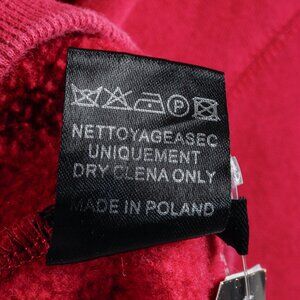 NETTOYAGEASEC
UNIQUEMENT
DRY CLENA ONLY
MADE IN POLAND